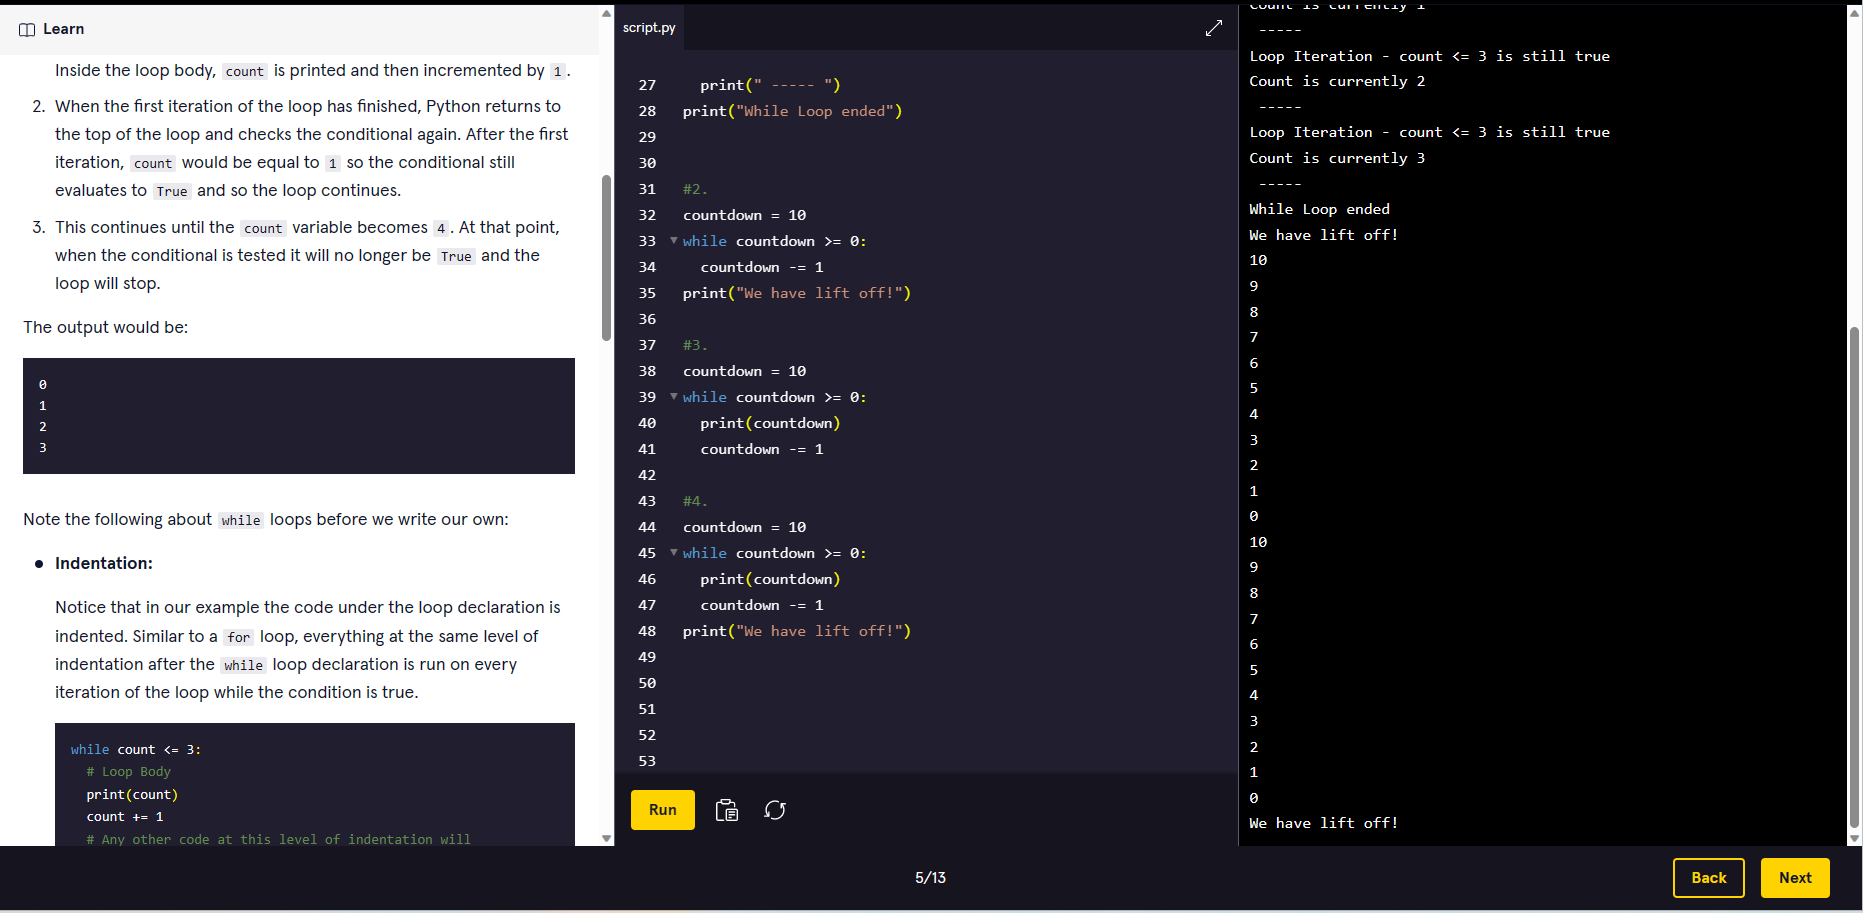 Learn
Inside the loop body, count is printed and then incremented by 1.
2. When the first iteration of the loop has finished, Python returns to
the top of the loop and checks the conditional again. After the first
iteration, count would be equal to 1 so the conditional still
evaluates to True and so the loop continues.
3. This continues until the count variable becomes 4. At that point,
when the conditional is tested it will no longer be True and the
loop will stop.
The output would be:
0
1
2
3
Note the following about while loops before we write our own:
● Indentation:
Notice that in our example the code under the loop declaration is
indented. Similar to a for loop, everything at the same level of
indentation after the while loop declaration is run on every
iteration of the loop while the condition is true.
while count <= 3:
# Loop Body
print(count)
count += 1
# Any other code at this level of indentation will
script.py
27 print(" ----- ")
28 print("While Loop ended")
29
30
31 #2.
32 countdown = 10
33 while countdown >= 0:
34 countdown -= 1
35 print("We have lift off!")
36
37 #3.
38 countdown = 10
39 while countdown >= 0:
40 print(countdown)
41 countdown -= 1
42
43 #4.
44 countdown = 10
45 while countdown >= 0:
46 print(countdown)
47 countdown -= 1
48 print("We have lift off!")
49
50
51
52
53
Run
Count is currently 1
-----
Loop Iteration - count <= 3 is still true
Count is currently 2
-----
Loop Iteration - count <= 3 is still true
Count is currently 3
-----
While Loop ended
We have lift off!
10
9
8
7
6
5
4
3
2
1
0
10
9
8
7
6
5
4
3
2
1
0
We have lift off!
5/13
Back
Next